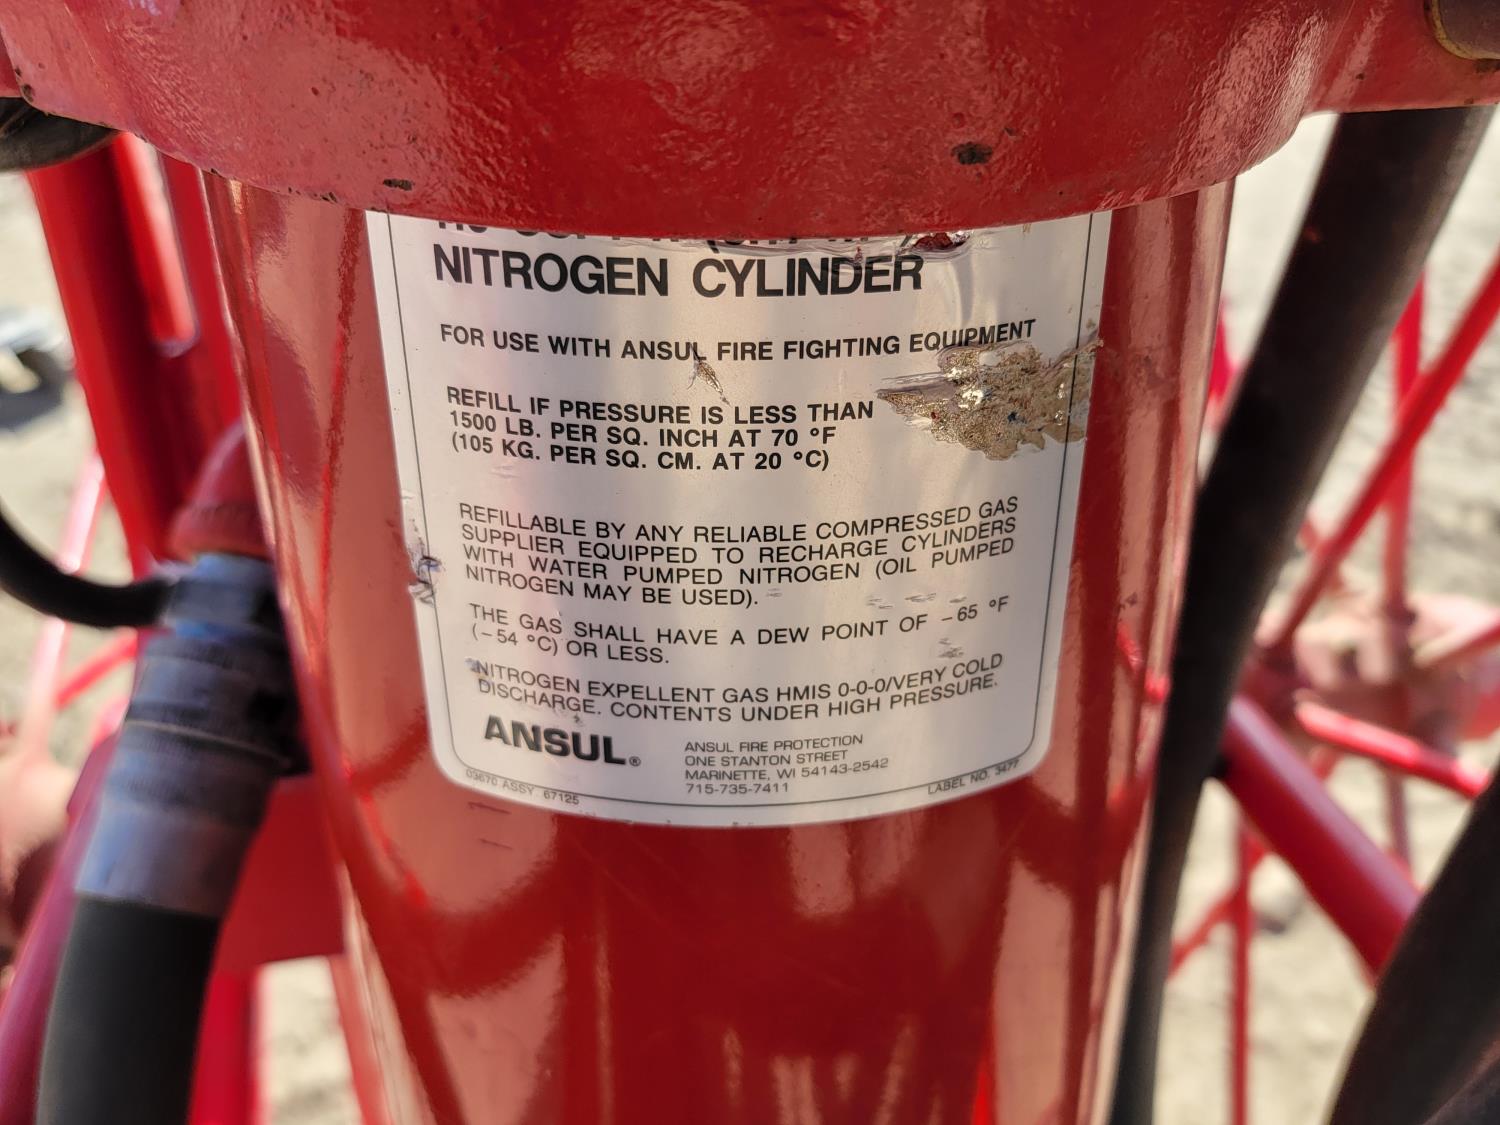 NITROGEN CYLINDER
FOR USE WITH ANSUL FIRE FIGHTING EQUIPMENT
REFILL IF PRESSURE IS LESS THAN
1500 LB. PER SQ. INCH AT 70 °F
(105 KG. PER SQ. CM. AT 20 °C)
REFILLABLE BY ANY RELIABLE COMPRESSED GAS
SUPPLIER EQUIPPED TO RECHARGE CYLINDERS
WITH WATER PUMPED NITROGEN (OIL PUMPED
NITROGEN MAY BE USED).
THE GAS SHALL HAVE A DEW POINT OF -65 °F
(-54 °C) OR LESS.
NITROGEN EXPELLENT GAS HMIS 0-0-0/VERY COLD
DISCHARGE. CONTENTS UNDER HIGH PRESSURE.
ANSUL®
ANSUL FIRE PROTECTION
ONE STANTON STREET
MARINETTE, WI 54143-2542
715-735-7411
03670 ASSY. 67125
LABEL NO. 3477